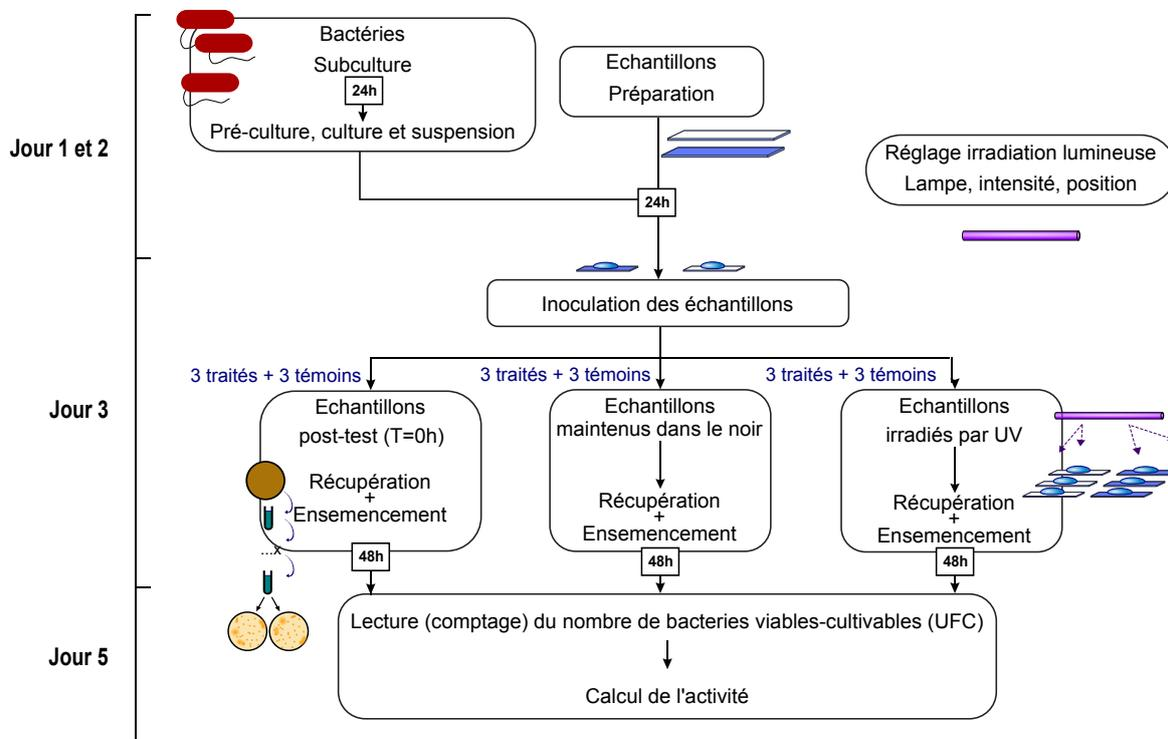 Bactéries
Subculture
24h
Pré-culture, culture et suspension
Echantillons
Préparation
Jour 1 et 2
Réglage irradiation lumineuse
Lampe, intensité, position
24h
Inoculation des échantillons
3 traités + 3 témoins
3 traités + 3 témoins
3 traités + 3 témoins
Jour 3
Echantillons
post-test (T=0h)
Récupération
+
Ensemencement
48h
Echantillons
maintenus dans le noir
Récupération
+
Ensemencement
48h
Echantillons
irradiés par UV
Récupération
+
Ensemencement
48h
....x
Jour 5
Lecture (comptage) du nombre de bacteries viables-cultivables (UFC)
Calcul de l'activité